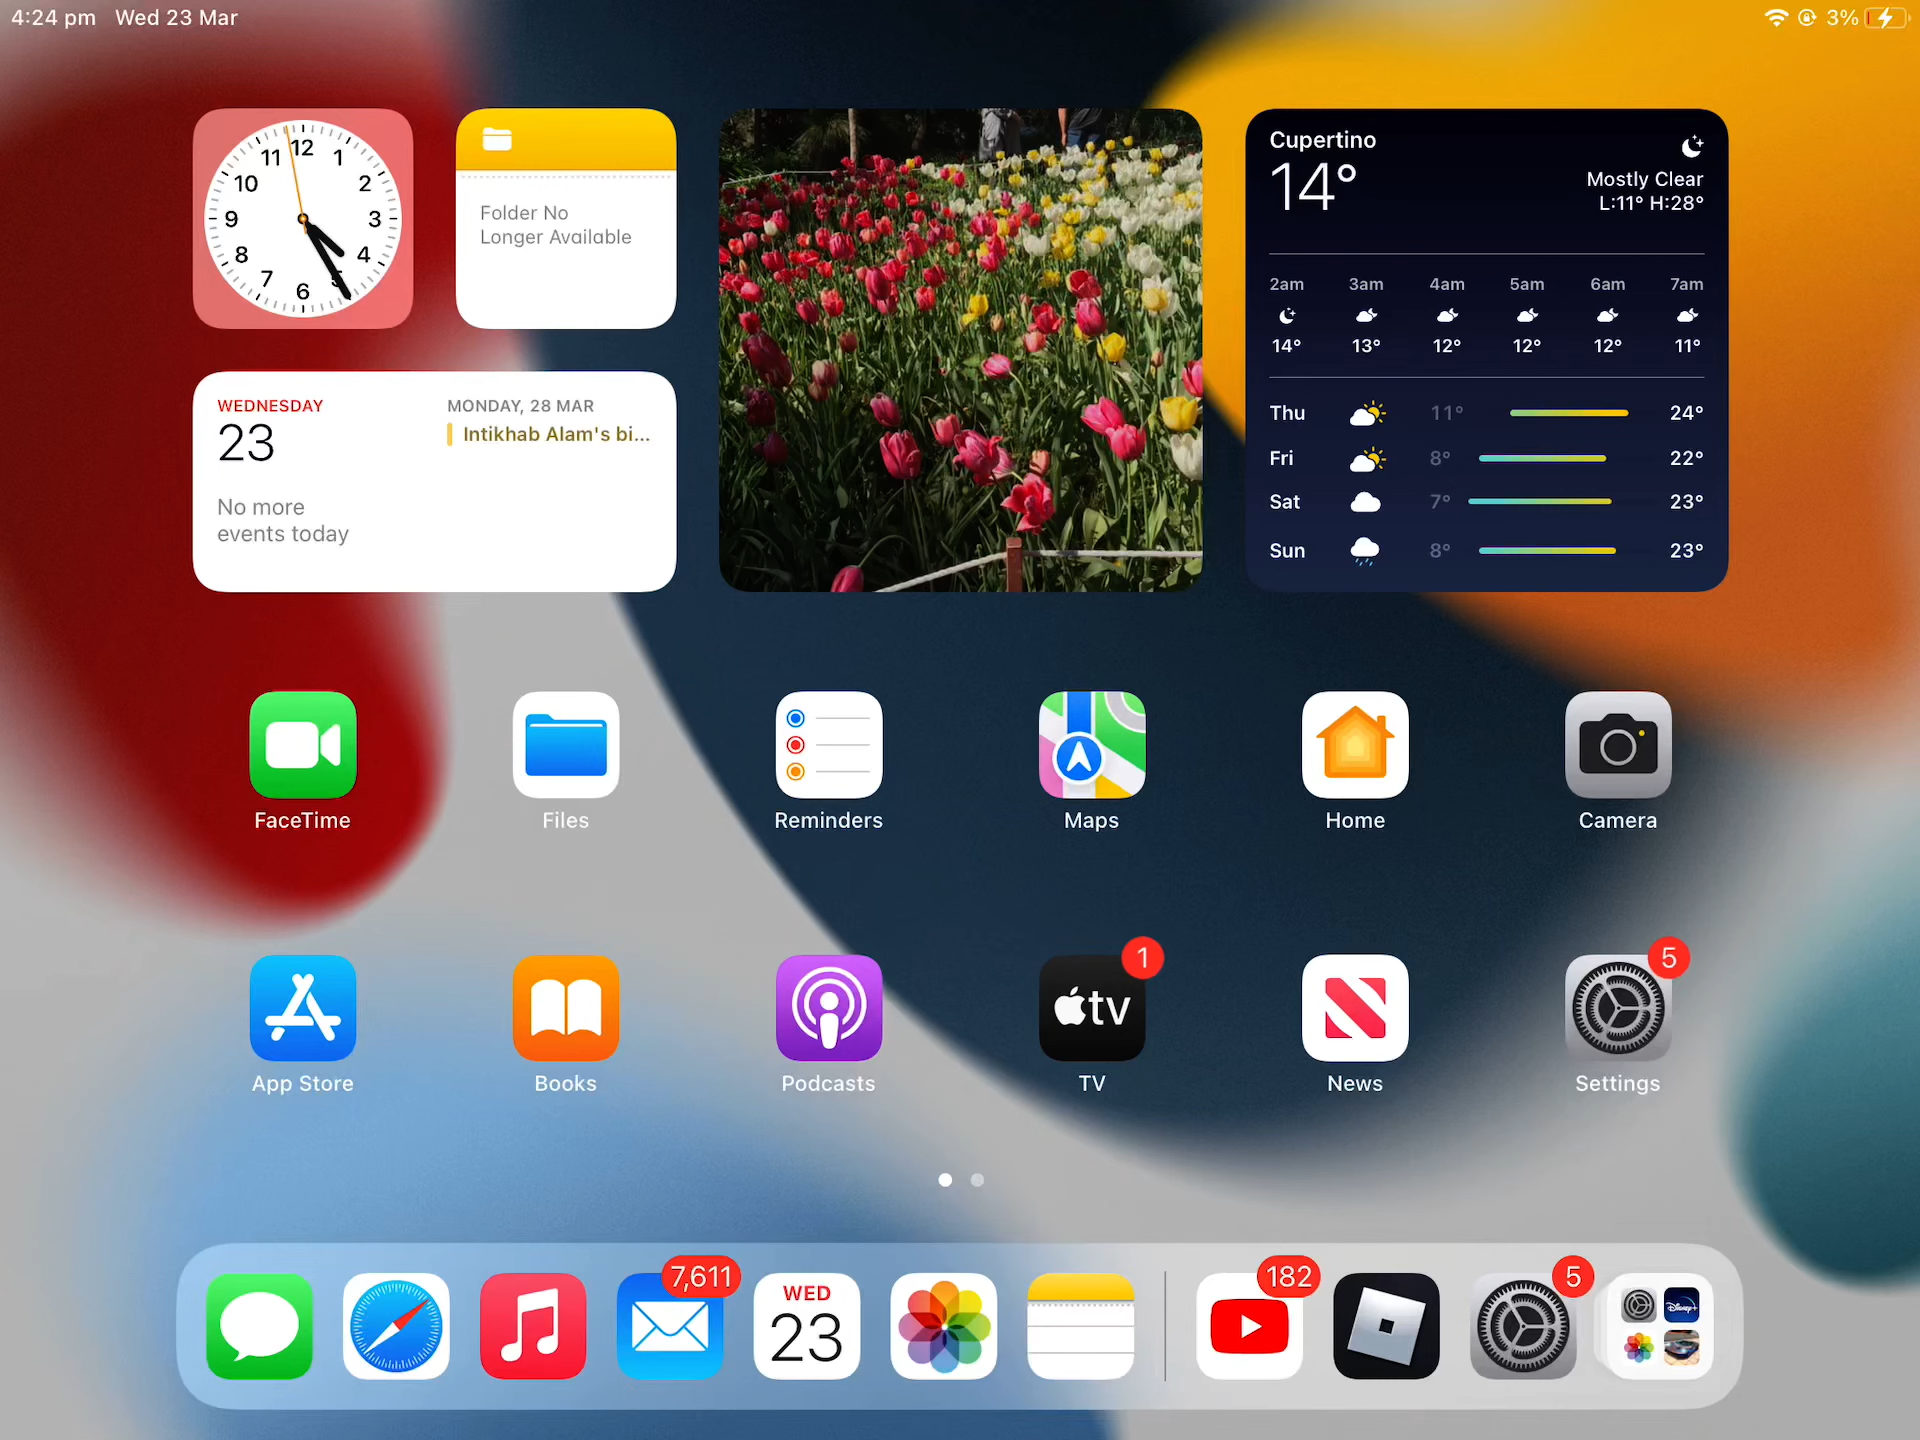 4:24 pm Wed 23 Mar
3%
12
1
2
3
4
6
7
8
9
10
11
Folder No
Longer Available
WEDNESDAY
23
No more
events today
MONDAY, 28 MAR
Intikhab Alam's bi...
Cupertino
14°
Mostly Clear
L:11° H:28°
2am 3am 4am 5am 6am 7am
14° 13° 12° 12° 12° 11°
Thu 11° 24°
Fri 8° 22°
Sat 7° 23°
Sun 8° 23°
FaceTime
Files
Reminders
Maps
Home
Camera
tv
1
5
App Store
Books
Podcasts
TV
News
Settings
7,611
WED
23
182
5
Disney+